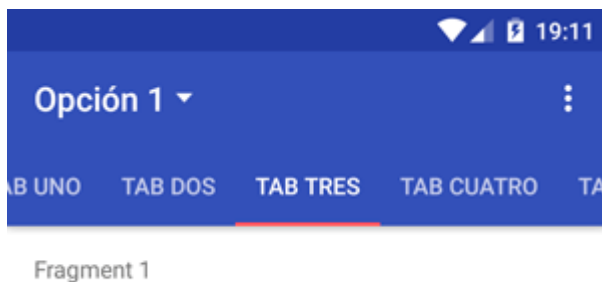 19:11
Opción 1
AB UNO TAB DOS TAB TRES TAB CUATRO TA
Fragment 1